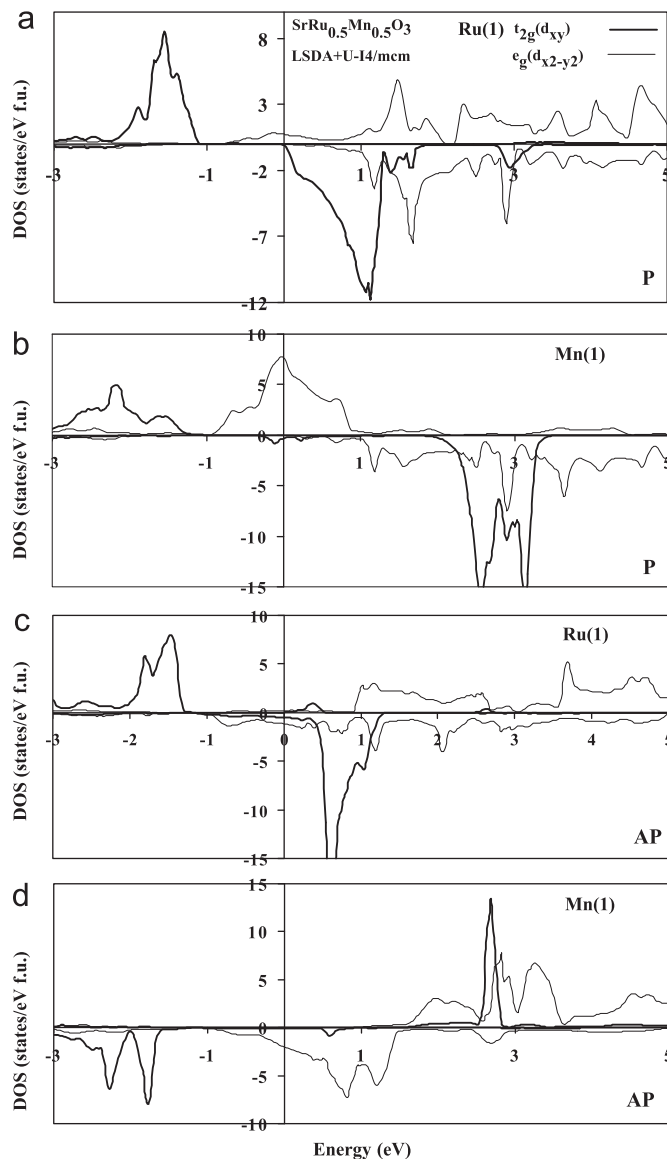 a
SrRu0.5Mn0.5O3 Ru(1) t2g(dxy)
LSDA+U-I4/mcm eg(dx2-y2)
8
3
-3 -1 1 3 5
-2
-7
-12
P
DOS (states/eV f.u.)
b
10
Mn(1)
5
0
-3 -1 1 3 5
-5
-10
-15
P
DOS (states/eV f.u.)
c
10
Ru(1)
5
0
-3 -2 -1 0 1 2 3 4 5
-5
-10
-15
AP
DOS (states/eV f.u.)
d
15
Mn(1)
10
5
0
-3 -1 1 3 5
-5
-10
AP
DOS (states/eV f.u.)
Energy (eV)